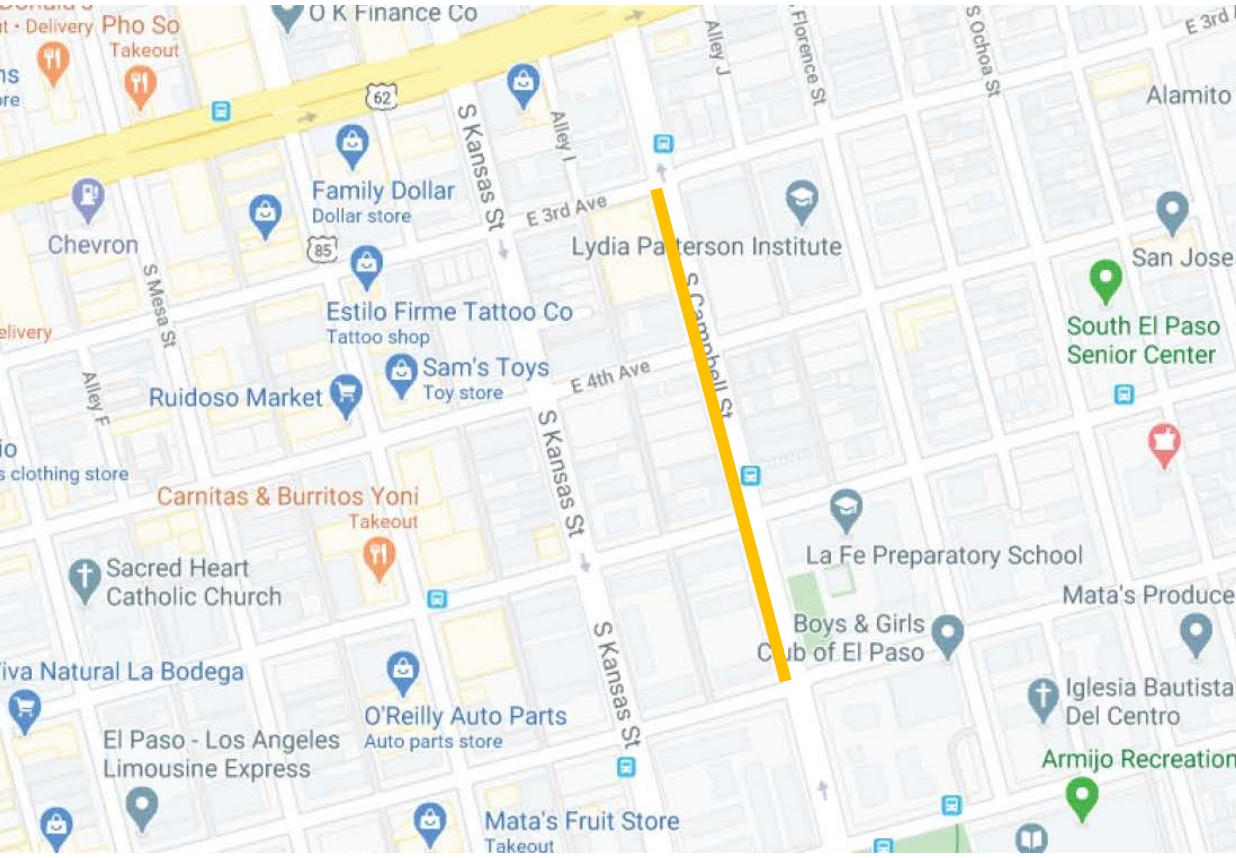 O K Finance Co
Delivery
Pho So
Takeout
62
S Kansas St
Alley I
Alley J
Florence St
S Ochoa St
E 3rd
Alamito
Family Dollar
Dollar store
E 3rd Ave
Chevron
85
Lydia Patterson Institute
San Jose
S Mesa St
Estilo Firme Tattoo Co
Tattoo shop
S Campbell St
South El Paso
Senior Center
Sam's Toys
Toy store
E 4th Ave
Ruidoso Market
Alley F
clothing store
S Kansas St
Carnitas & Burritos Yoni
Takeout
La Fe Preparatory School
Sacred Heart
Catholic Church
Mata's Produce
Boys & Girls
Club of El Paso
S Kansas St
Natural La Bodega
Iglesia Bautista
Del Centro
O'Reilly Auto Parts
Auto parts store
El Paso - Los Angeles
Limousine Express
Armijo Recreation
Mata's Fruit Store
Takeout